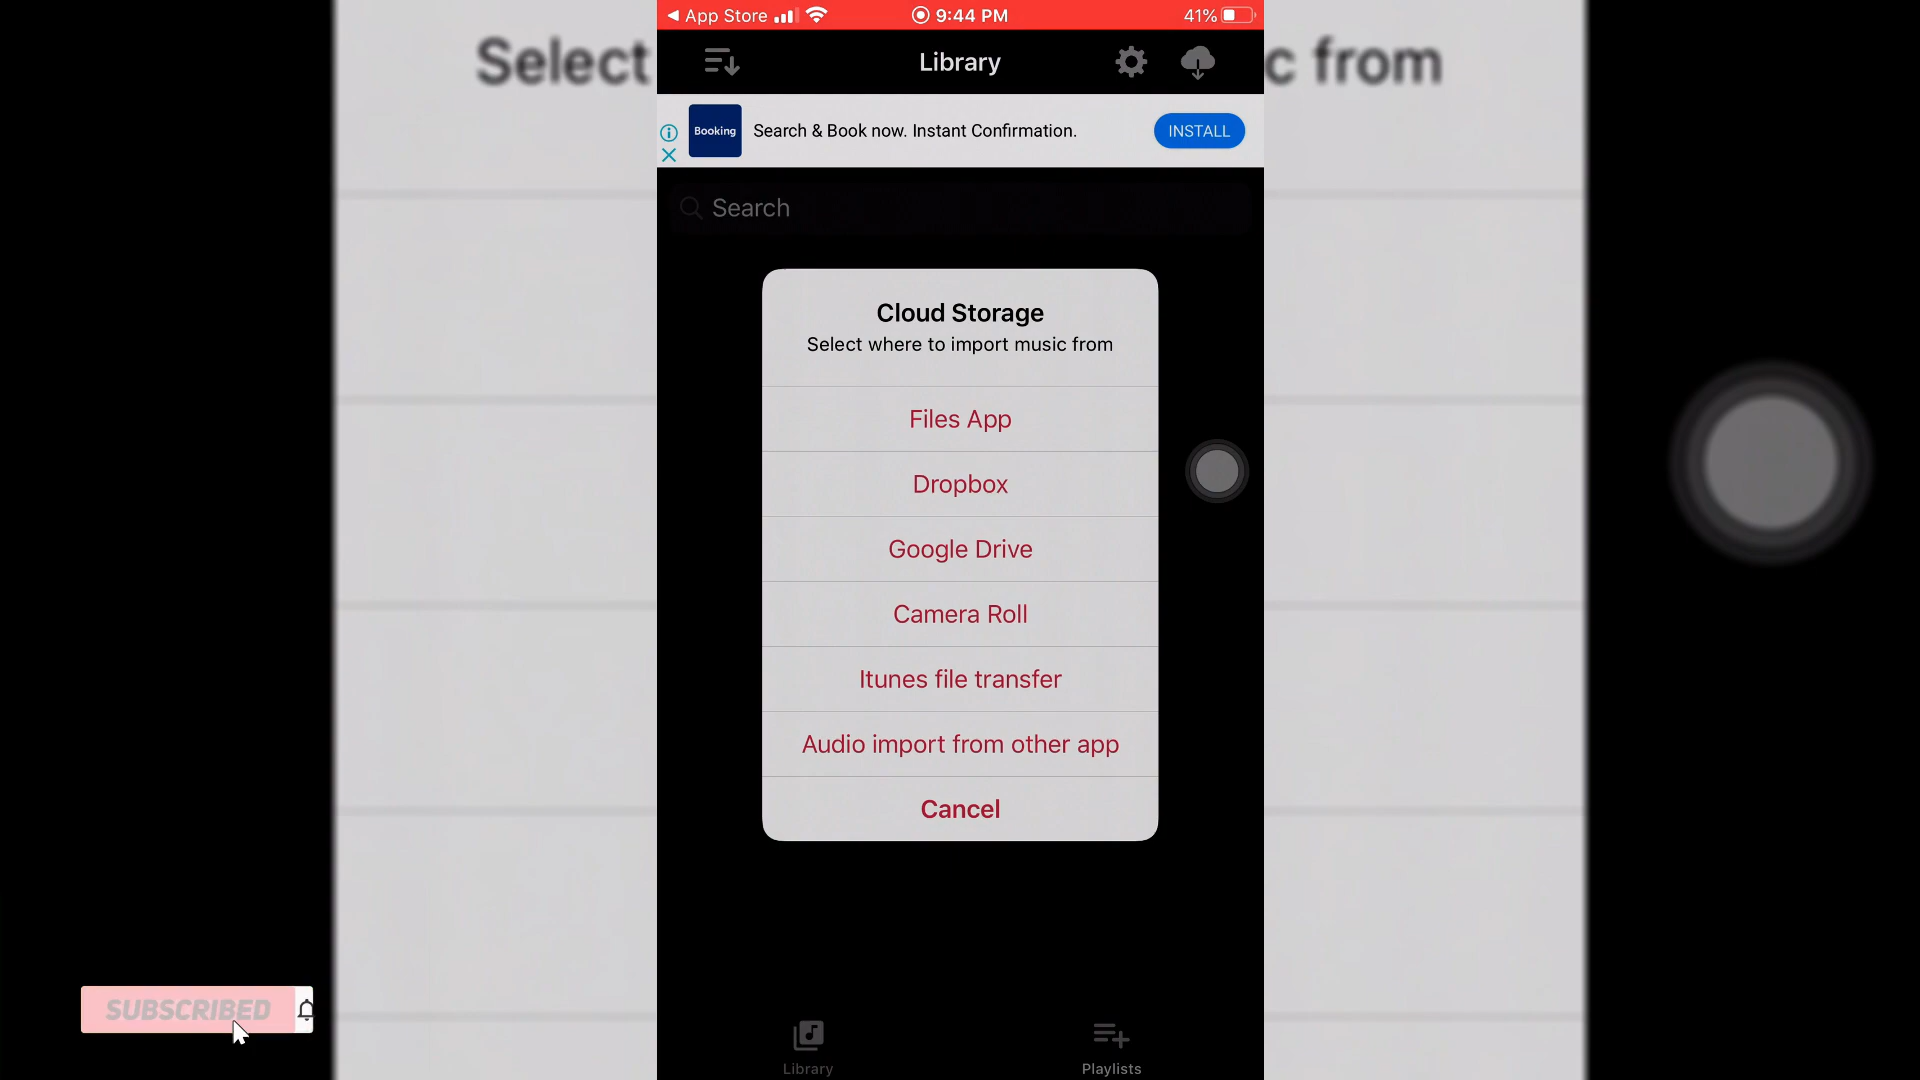 ◀ App Store
9:44 PM
41%
Select
c from
Library
Booking
Search & Book now. Instant Confirmation.
INSTALL
Search
Cloud Storage
Select where to import music from
Files App
Dropbox
Google Drive
Camera Roll
Itunes file transfer
Audio import from other app
Cancel
SUBSCRIBED
Library
Playlists